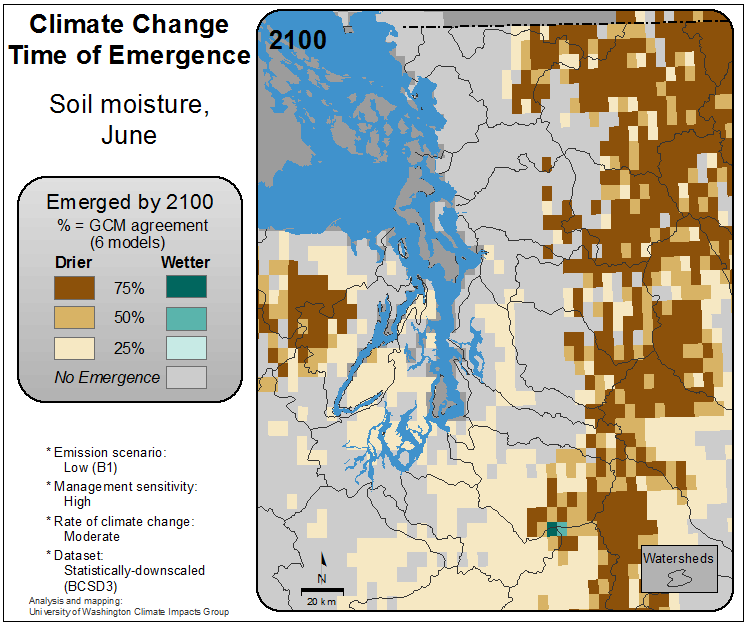 Climate Change
Time of Emergence
Soil moisture,
June
Emerged by 2100
% = GCM agreement
(6 models)
Drier Wetter
75%
50%
25%
No Emergence
* Emission scenario:
Low (B1)
* Management sensitivity:
High
* Rate of climate change:
Moderate
* Dataset:
Statistically-downscaled
(BCSD3)
Analysis and mapping:
University of Washington Climate Impacts Group
2100
N
20 km
Watersheds